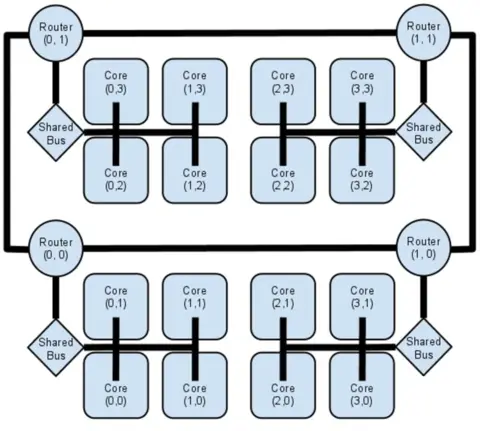 Router
(0, 1)
Router
(1, 1)
Core
(0,3)
Core
(1,3)
Core
(2,3)
Core
(3,3)
Shared
Bus
Shared
Bus
Core
(0,2)
Core
(1,2)
Core
(2,2)
Core
(3,2)
Router
(0, 0)
Router
(1, 0)
Core
(0,1)
Core
(1,1)
Core
(2,1)
Core
(3,1)
Shared
Bus
Shared
Bus
Core
(0,0)
Core
(1,0)
Core
(2,0)
Core
(3,0)